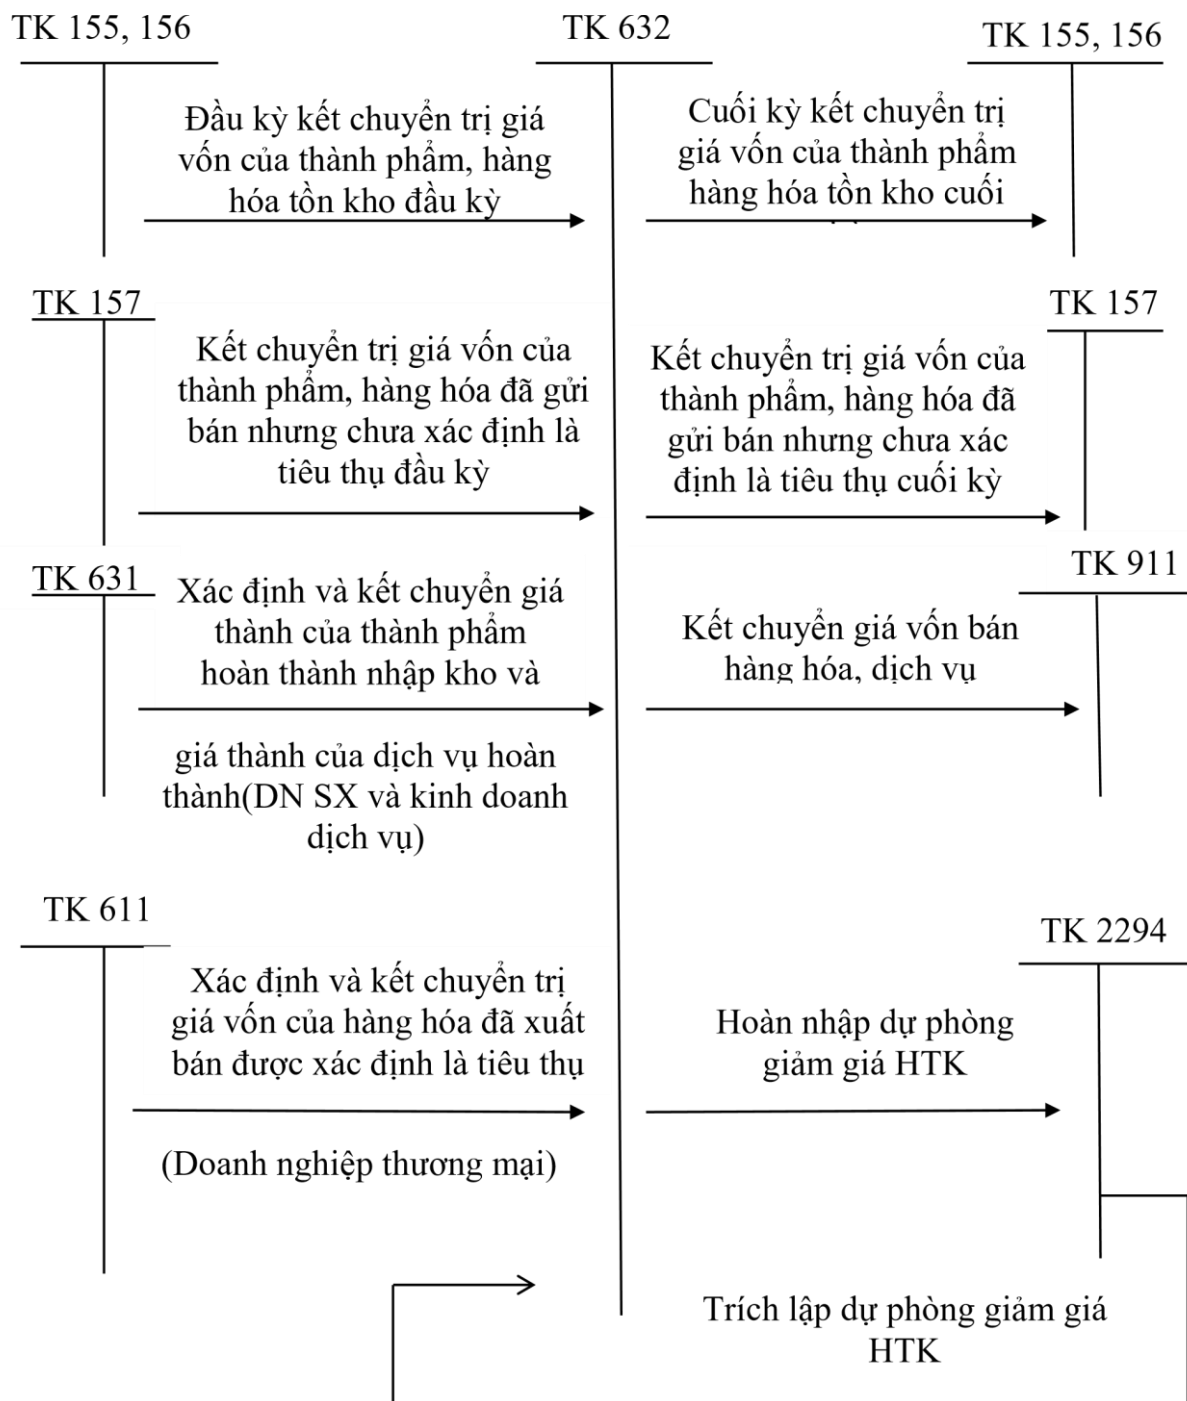 TK 155, 156
TK 632
TK 155, 156
Đầu kỳ kết chuyển trị giá
vốn của thành phẩm, hàng
hóa tồn kho đầu kỳ
Cuối kỳ kết chuyển trị
giá vốn của thành phẩm
hàng hóa tồn kho cuối
TK 157
TK 157
Kết chuyển trị giá vốn của
thành phẩm, hàng hóa đã gửi
bán nhưng chưa xác định là
tiêu thụ đầu kỳ
Kết chuyển trị giá vốn của
thành phẩm, hàng hóa đã
gửi bán nhưng chưa xác
định là tiêu thụ cuối kỳ
TK 631
TK 911
Xác định và kết chuyển giá
thành của thành phẩm
hoàn thành nhập kho và
giá thành của dịch vụ hoàn
thành(DN SX và kinh doanh
dịch vụ)
Kết chuyển giá vốn bán
hàng hóa, dịch vụ
TK 611
TK 2294
Xác định và kết chuyển trị
giá vốn của hàng hóa đã xuất
bán được xác định là tiêu thụ
(Doanh nghiệp thương mại)
Hoàn nhập dự phòng
giảm giá HTK
Trích lập dự phòng giảm giá
HTK